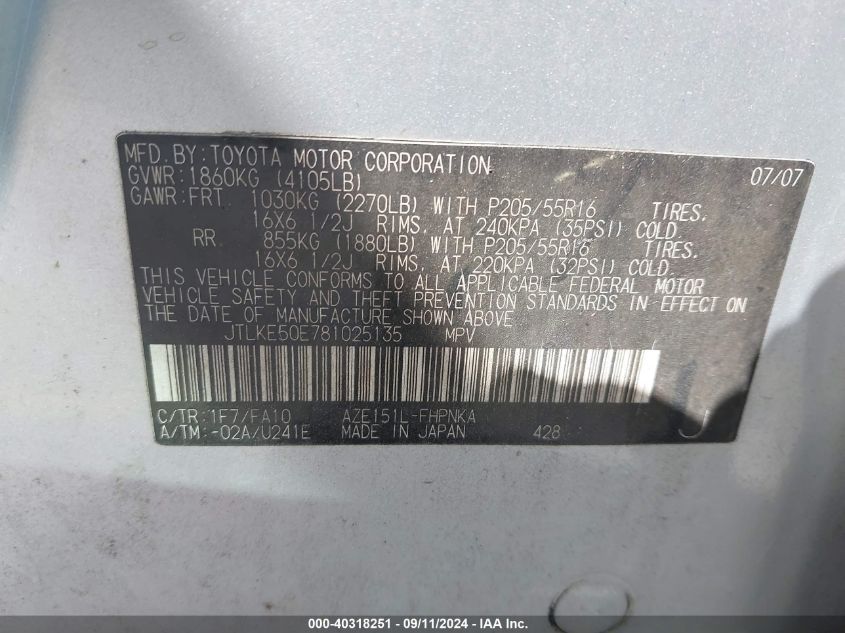 MFD.BY:TOYOTA MOTOR CORPORATION 07/07
GVWR:1860KG (4105LB)
GAWR:FRT. 1030KG (2270LB) WITH P205/55R16 TIRES.
16X6 1/2J RIMS, AT 240KPA (35PSI) COLD.
RR. 855KG (1880LB) WITH P205/55R16 TIRES.
16X6 1/2J RIMS, AT 220KPA (32PSI) COLD.
THIS VEHICLE CONFORMS TO ALL APPLICABLE FEDERAL MOTOR
VEHICLE SAFETY AND THEFT PREVENTION STANDARDS IN EFFECT ON
THE DATE OF MANUFACTURE SHOWN ABOVE.
JTLKE50E781025135 MPV
C/TR:1F7/FA10 AZE151L-FHPNKA
A/TM:-02A/U241E MADE IN JAPAN 428 J
000-40318251 - 09/11/2024 - IAA Inc.